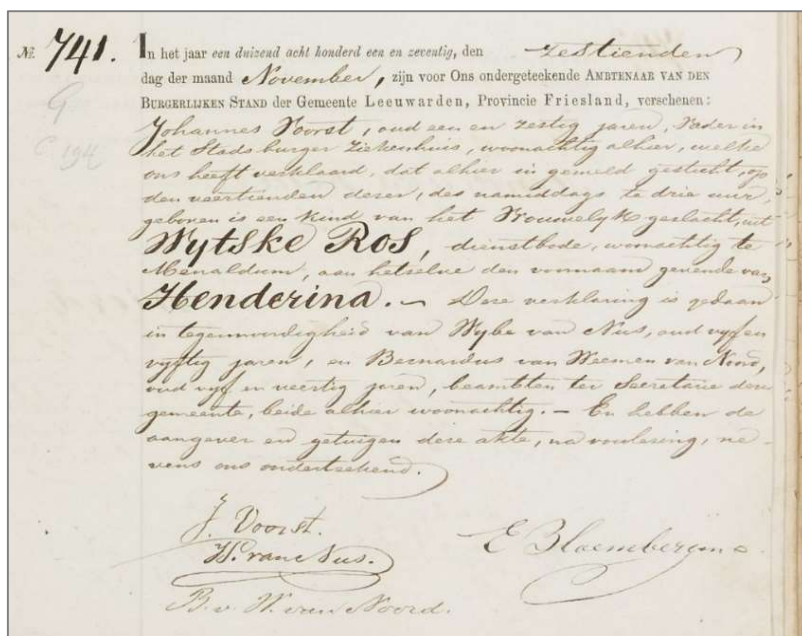 №. 741. In het jaar een duizend acht honderd een en zeventig, den zestienden
dag der maand November, zijn voor Ons ondergeteekende AMBTENAAR VAN DEN
BURGERLIJKEN STAND der Gemeente Leeuwarden, Provincie Friesland, verschenen:
Johannes Voorst, oud een en zestig jaren, Vader in
het Stads burger Ziekenhuis, woonachtig alhier, welke
ons heeft verklaard, dat alhier in gemeld gesticht, op
den veertienden dezer, des namiddags te drie uur,
geboren is een kind van het Vrouwelijk geslacht, uit
Wytske Ros, dienstbode, woonachtig te
Menaldum, aan hetzelve den voornaam gevende van
Henderina. — Deze verklaring is gedaan
in tegenwoordigheid van Wybe van Nus, oud vyf en
vyftig jaren, en Bernardus van Weemen van Noord,
oud vyf en veertig jaren, beambten ter Secretarie dezer
gemeente, beide alhier woonachtig. — En hebben de
aangever en getuigen deze akte, na voorlezing, ne-
vens ons onderteekend.
J. Voorst.
W. van Nus.
E Bloembergen
B. v. W. van Noord.